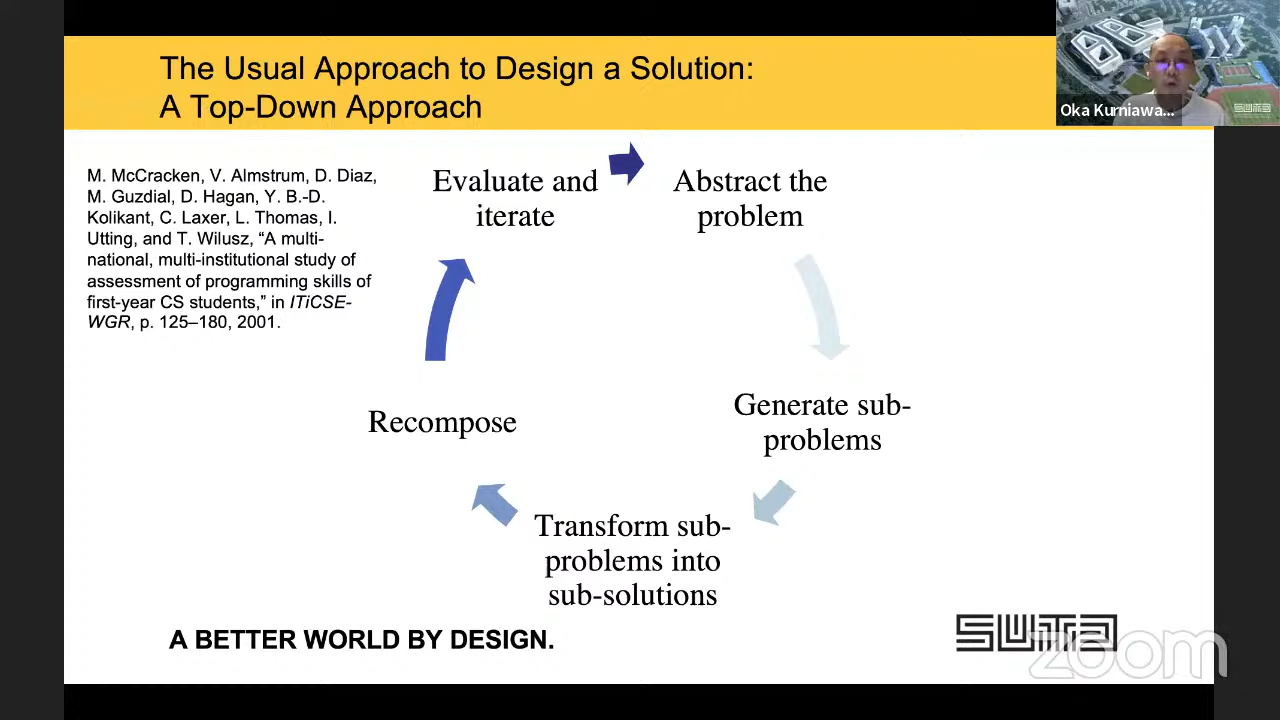 The Usual Approach to Design a Solution:
A Top-Down Approach
Oka Kurniawa...
M. McCracken, V. Almstrum, D. Diaz,
M. Guzdial, D. Hagan, Y. B.-D.
Kolikant, C. Laxer, L. Thomas, I.
Utting, and T. Wilusz, “A multi-
national, multi-institutional study of
assessment of programming skills of
first-year CS students,” in ITiCSE-
WGR, p. 125–180, 2001.
Evaluate and
iterate
Abstract the
problem
Generate sub-
problems
Transform sub-
problems into
sub-solutions
Recompose
A BETTER WORLD BY DESIGN.
SUTD
zoom